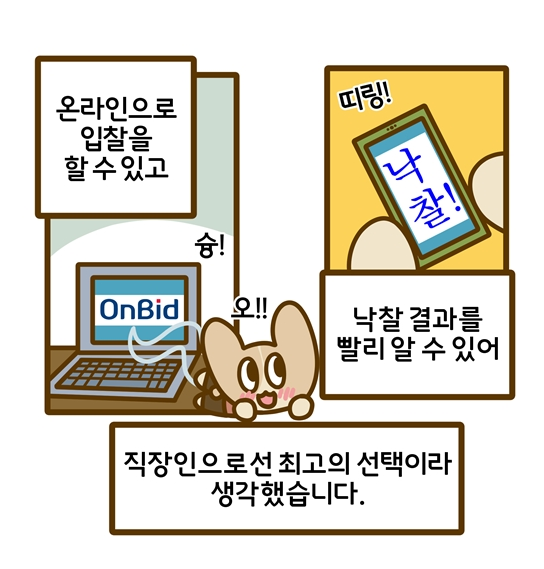 온라인으로
입찰을
할 수 있고
슝!
OnBid
오!!
띠링!
낙
찰!
낙찰 결과를
빨리 알 수 있어
직장인으로선 최고의 선택이라
생각했습니다.